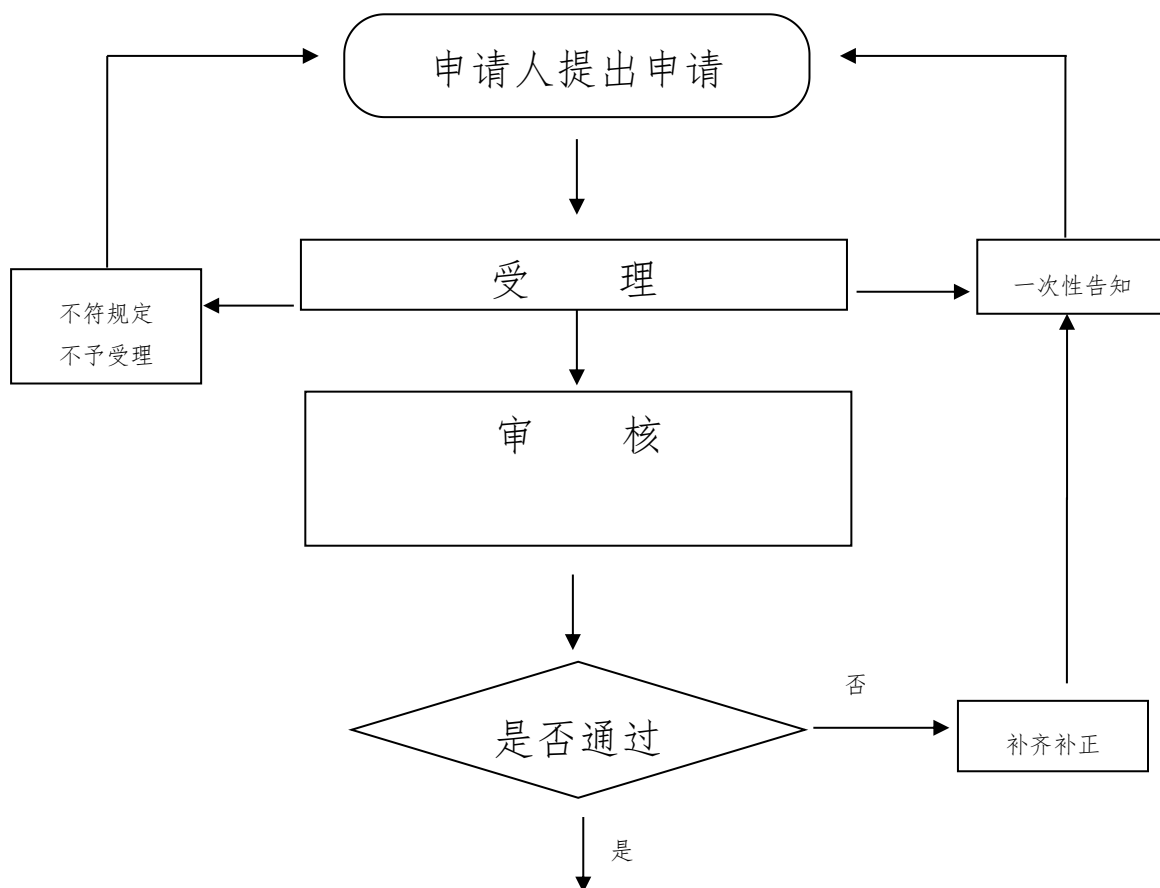 申请人提出申请
受 理
一次性告知
不符规定
不予受理
审 核
否
是否通过
补齐补正
是